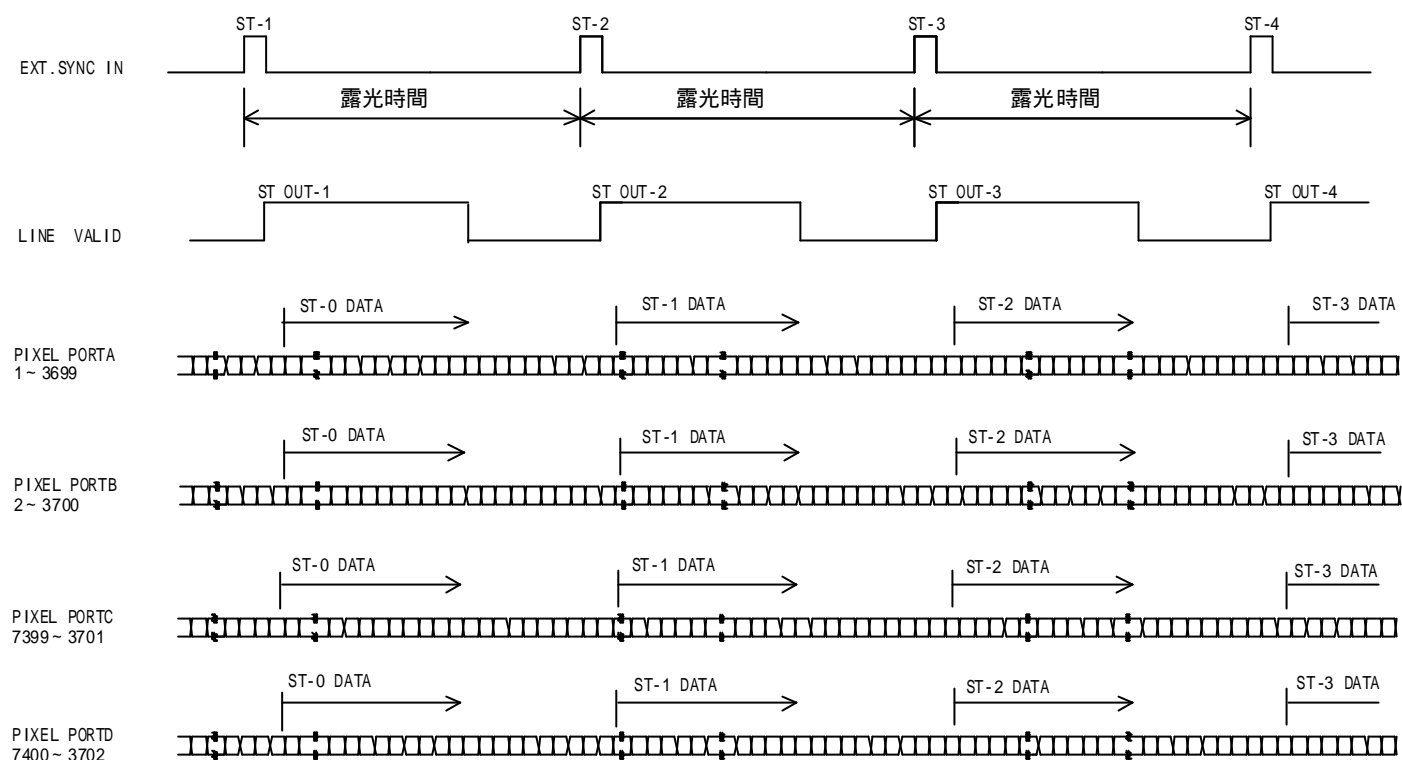 ST-1 ST-2 ST-3 ST-4
EXT.SYNC IN
露光時間 露光時間 露光時間
ST OUT-1 ST OUT-2 ST OUT-3 ST OUT-4
LINE VALID
ST-0 DATA ST-1 DATA ST-2 DATA ST-3 DATA
PIXEL PORTA
1~3699
ST-0 DATA ST-1 DATA ST-2 DATA ST-3 DATA
PIXEL PORTB
2~3700
ST-0 DATA ST-1 DATA ST-2 DATA ST-3 DATA
PIXEL PORTC
7399~3701
ST-0 DATA ST-1 DATA ST-2 DATA ST-3 DATA
PIXEL PORTD
7400~3702